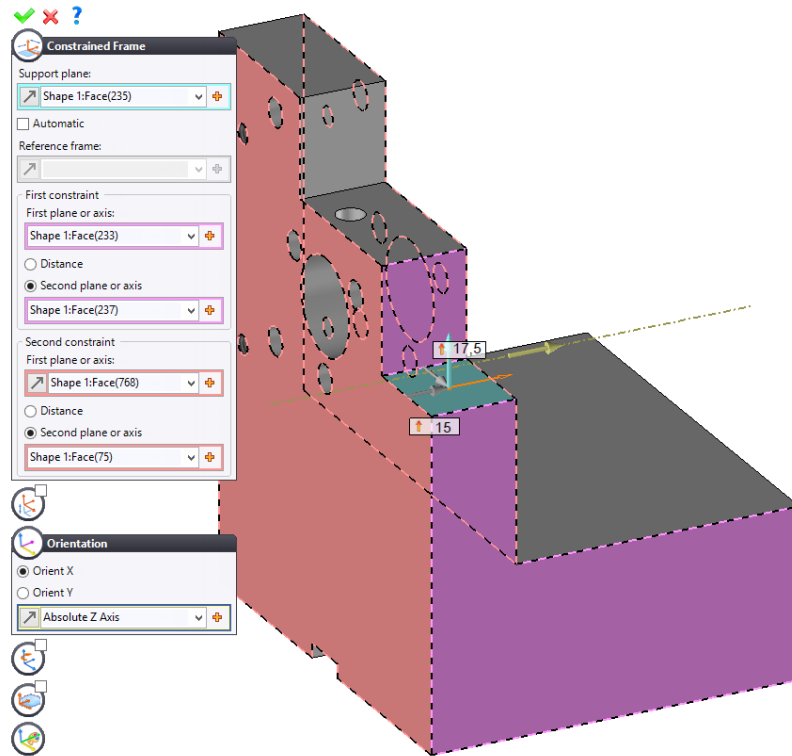 ?
Constrained Frame
Support plane:
Shape 1:Face(235)
Automatic
Reference frame:
First constraint
First plane or axis:
Shape 1:Face(233)
Distance
Second plane or axis
Shape 1:Face(237)
Second constraint
First plane or axis:
Shape 1:Face(768)
Distance
Second plane or axis
Shape 1:Face(75)
Orientation
Orient X
Orient Y
Absolute Z Axis
17,5
15